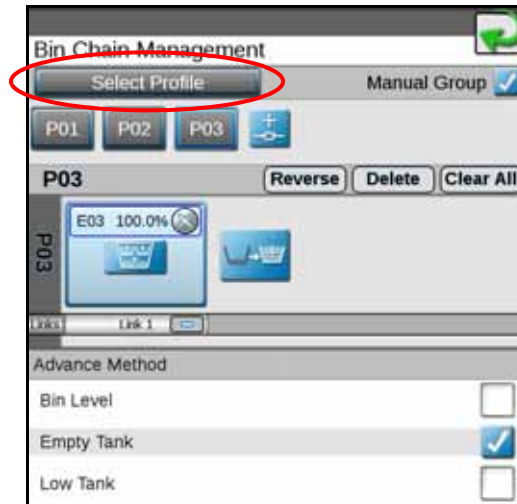 Bin Chain Management
Select Profile Manual Group
P01 P02 P03
P03 Reverse Delete Clear All
E03 100.0%
P03
Links Link 1
Advance Method
Bin Level
Empty Tank
Low Tank